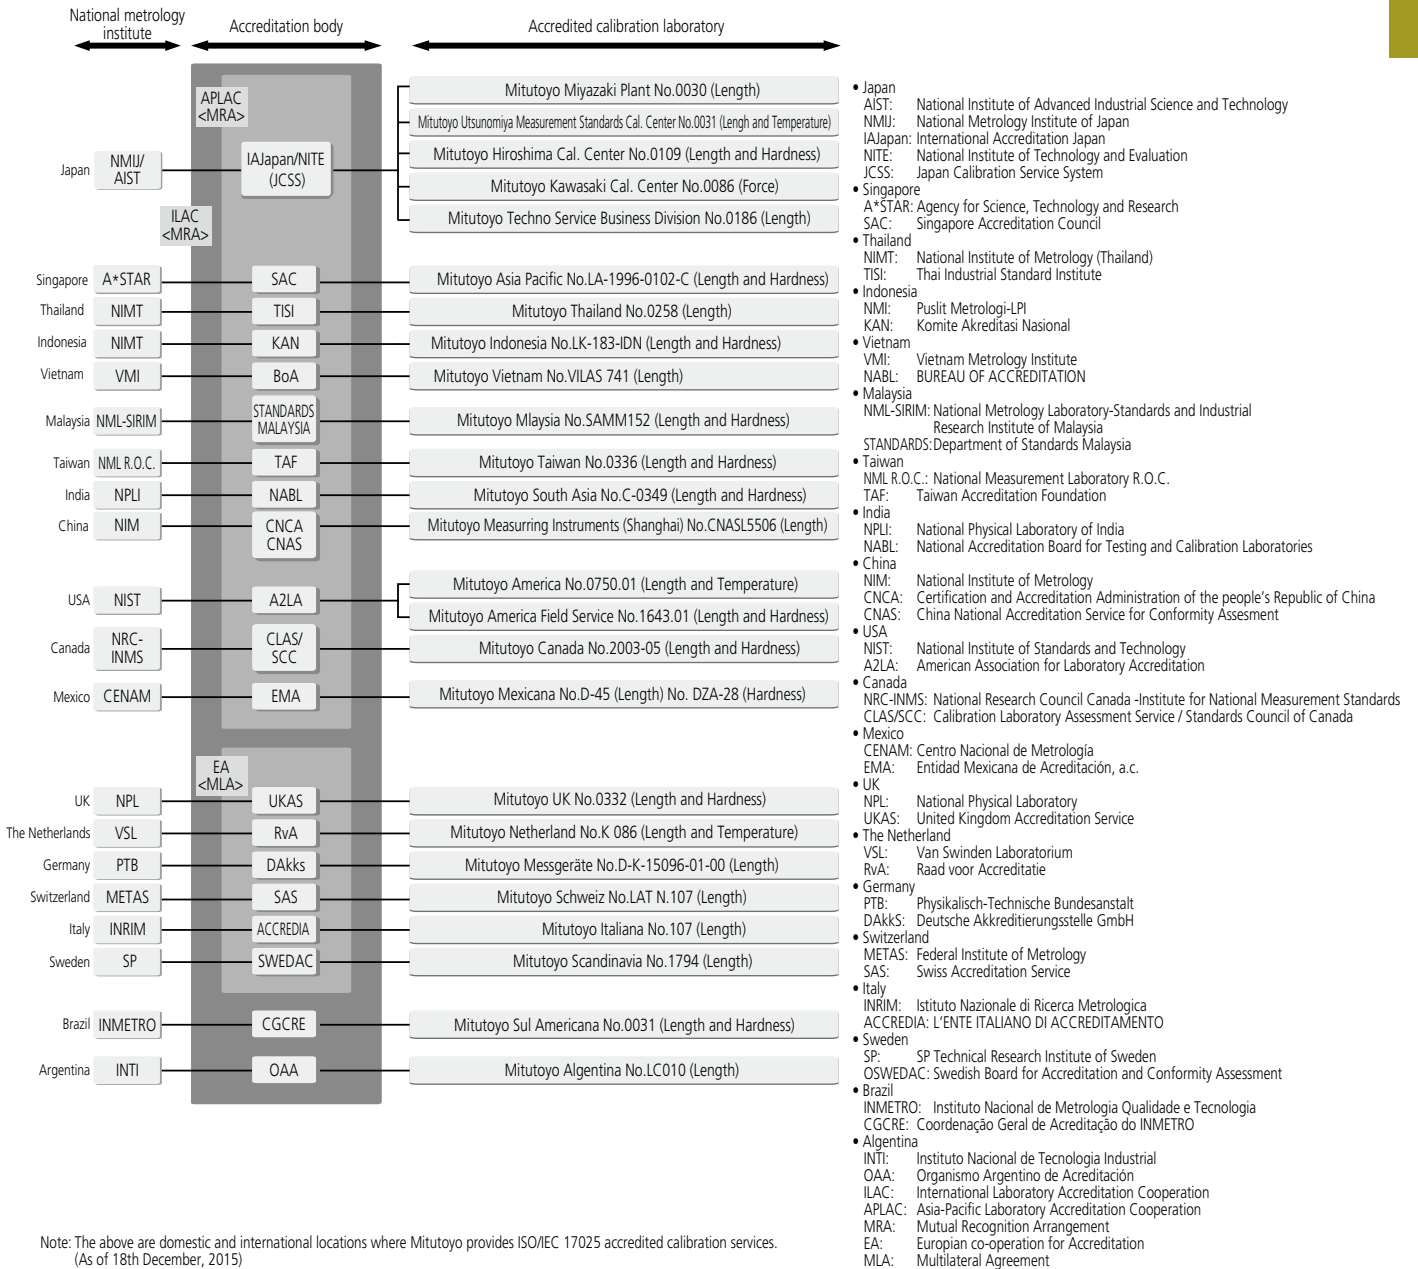 National metrology
institute
Accreditation body
Accredited calibration laboratory
APLAC
<MRA>
ILAC
<MRA>
Japan
NMIJ/
AIST
IAJapan/NITE
(JCSS)
Mitutoyo Miyazaki Plant No.0030 (Length)
Mitutoyo Utsunomiya Measurement Standards Cal. Center No.0031 (Lengh and Temperature)
Mitutoyo Hiroshima Cal. Center No.0109 (Length and Hardness)
Mitutoyo Kawasaki Cal. Center No.0086 (Force)
Mitutoyo Techno Service Business Division No.0186 (Length)
Singapore A*STAR SAC Mitutoyo Asia Pacific No.LA-1996-0102-C (Length and Hardness)
Thailand NIMT TISI Mitutoyo Thailand No.0258 (Length)
Indonesia NIMT KAN Mitutoyo Indonesia No.LK-183-IDN (Length and Hardness)
Vietnam VMI BoA Mitutoyo Vietnam No.VILAS 741 (Length)
Malaysia NML-SIRIM STANDARDS
MALAYSIA
Mitutoyo Mlaysia No.SAMM152 (Length and Hardness)
Taiwan NML R.O.C. TAF Mitutoyo Taiwan No.0336 (Length and Hardness)
India NPLI NABL Mitutoyo South Asia No.C-0349 (Length and Hardness)
China NIM CNCA
CNAS
Mitutoyo Measurring Instruments (Shanghai) No.CNASL5506 (Length)
USA NIST A2LA
Mitutoyo America No.0750.01 (Length and Temperature)
Mitutoyo America Field Service No.1643.01 (Length and Hardness)
Canada
NRC-
INMS
CLAS/
SCC
Mitutoyo Canada No.2003-05 (Length and Hardness)
Mexico CENAM EMA Mitutoyo Mexicana No.D-45 (Length) No. DZA-28 (Hardness)
EA
<MLA>
UK NPL UKAS Mitutoyo UK No.0332 (Length and Hardness)
The Netherlands VSL RvA Mitutoyo Netherland No.K 086 (Length and Temperature)
Germany PTB DAkks Mitutoyo Messgeräte No.D-K-15096-01-00 (Length)
Switzerland METAS SAS Mitutoyo Schweiz No.LAT N.107 (Length)
Italy INRIM ACCREDIA Mitutoyo Italiana No.107 (Length)
Sweden SP SWEDAC Mitutoyo Scandinavia No.1794 (Length)
Brazil INMETRO CGCRE Mitutoyo Sul Americana No.0031 (Length and Hardness)
Argentina INTI OAA Mitutoyo Algentina No.LC010 (Length)
• Japan
AIST: National Institute of Advanced Industrial Science and Technology
NMIJ: National Metrology Institute of Japan
IAJapan: International Accreditation Japan
NITE: National Institute of Technology and Evaluation
JCSS: Japan Calibration Service System
• Singapore
A*STAR: Agency for Science, Technology and Research
SAC: Singapore Accreditation Council
• Thailand
NIMT: National Institute of Metrology (Thailand)
TISI: Thai Industrial Standard Institute
• Indonesia
NMI: Puslit Metrologi-LPI
KAN: Komite Akreditasi Nasional
• Vietnam
VMI: Vietnam Metrology Institute
NABL: BUREAU OF ACCREDITATION
• Malaysia
NML-SIRIM: National Metrology Laboratory-Standards and Industrial
Research Institute of Malaysia
STANDARDS: Department of Standards Malaysia
• Taiwan
NML R.O.C.: National Measurement Laboratory R.O.C.
TAF: Taiwan Accreditation Foundation
• India
NPLI: National Physical Laboratory of India
NABL: National Accreditation Board for Testing and Calibration Laboratories
• China
NIM: National Institute of Metrology
CNCA: Certification and Accreditation Administration of the people's Republic of China
CNAS: China National Accreditation Service for Conformity Assesment
• USA
NIST: National Institute of Standards and Technology
A2LA: American Association for Laboratory Accreditation
• Canada
NRC-INMS: National Research Council Canada -Institute for National Measurement Standards
CLAS/SCC: Calibration Laboratory Assessment Service / Standards Council of Canada
• Mexico
CENAM: Centro Nacional de Metrología
EMA: Entidad Mexicana de Acreditación, a.c.
• UK
NPL: National Physical Laboratory
UKAS: United Kingdom Accreditation Service
• The Netherland
VSL: Van Swinden Laboratorium
RvA: Raad voor Accreditatie
• Germany
PTB: Physikalisch-Technische Bundesanstalt
DAkkS: Deutsche Akkreditierungsstelle GmbH
• Switzerland
METAS: Federal Institute of Metrology
SAS: Swiss Accreditation Service
• Italy
INRIM: Istituto Nazionale di Ricerca Metrologica
ACCREDIA: L'ENTE ITALIANO DI ACCREDITAMENTO
• Sweden
SP: SP Technical Research Institute of Sweden
OSWEDAC: Swedish Board for Accreditation and Conformity Assessment
• Brazil
INMETRO: Instituto Nacional de Metrologia Qualidade e Tecnologia
CGCRE: Coordenação Geral de Acreditação do INMETRO
• Algentina
INTI: Instituto Nacional de Tecnologia Industrial
OAA: Organismo Argentino de Acreditación
ILAC: International Laboratory Accreditation Cooperation
APLAC: Asia-Pacific Laboratory Accreditation Cooperation
MRA: Mutual Recognition Arrangement
EA: Europian co-operation for Accreditation
MLA: Multilateral Agreement
Note: The above are domestic and international locations where Mitutoyo provides ISO/IEC 17025 accredited calibration services.
(As of 18th December, 2015)